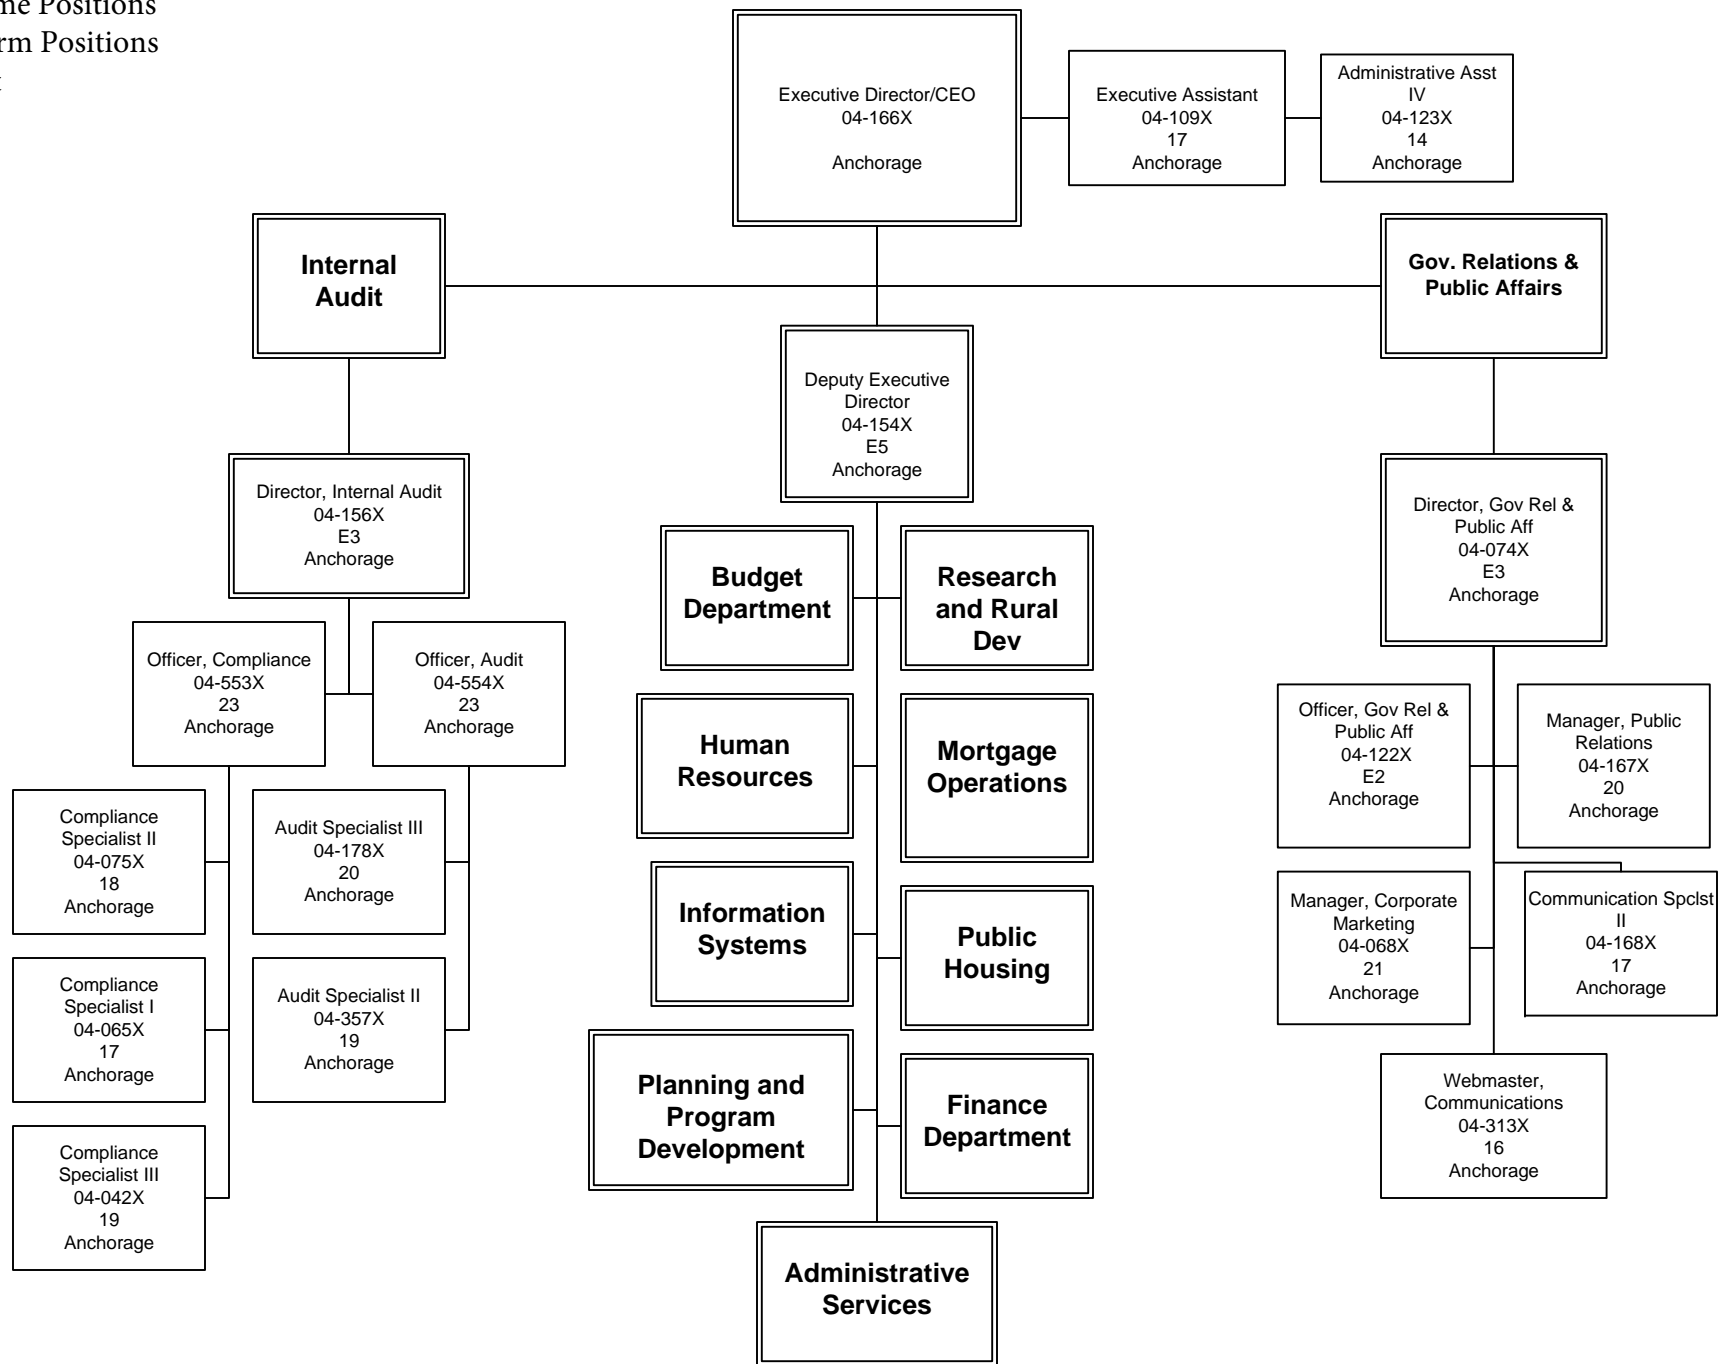 Positions
Positions
Executive Director/CEO
04-166X
Anchorage
Executive Assistant
04-109X
17
Anchorage
Administrative Asst
IV
04-123X
14
Anchorage
Internal
Audit
Gov. Relations &
Public Affairs
Deputy Executive
Director
04-154X
E5
Anchorage
Director, Internal Audit
04-156X
E3
Anchorage
Director, Gov Rel &
Public Aff
04-074X
E3
Anchorage
Budget
Department
Research
and Rural
Dev
Officer, Compliance
04-553X
23
Anchorage
Officer, Audit
04-554X
23
Anchorage
Human
Resources
Mortgage
Operations
Officer, Gov Rel &
Public Aff
04-122X
E2
Anchorage
Manager, Public
Relations
04-167X
20
Anchorage
Compliance
Specialist II
04-075X
18
Anchorage
Audit Specialist III
04-178X
20
Anchorage
Information
Systems
Public
Housing
Manager, Corporate
Marketing
04-068X
21
Anchorage
Communication Spclst
II
04-168X
17
Anchorage
Compliance
Specialist I
04-065X
17
Anchorage
Audit Specialist II
04-357X
19
Anchorage
Planning and
Program
Development
Finance
Department
Webmaster,
Communications
04-313X
16
Anchorage
Compliance
Specialist III
04-042X
19
Anchorage
Administrative
Services